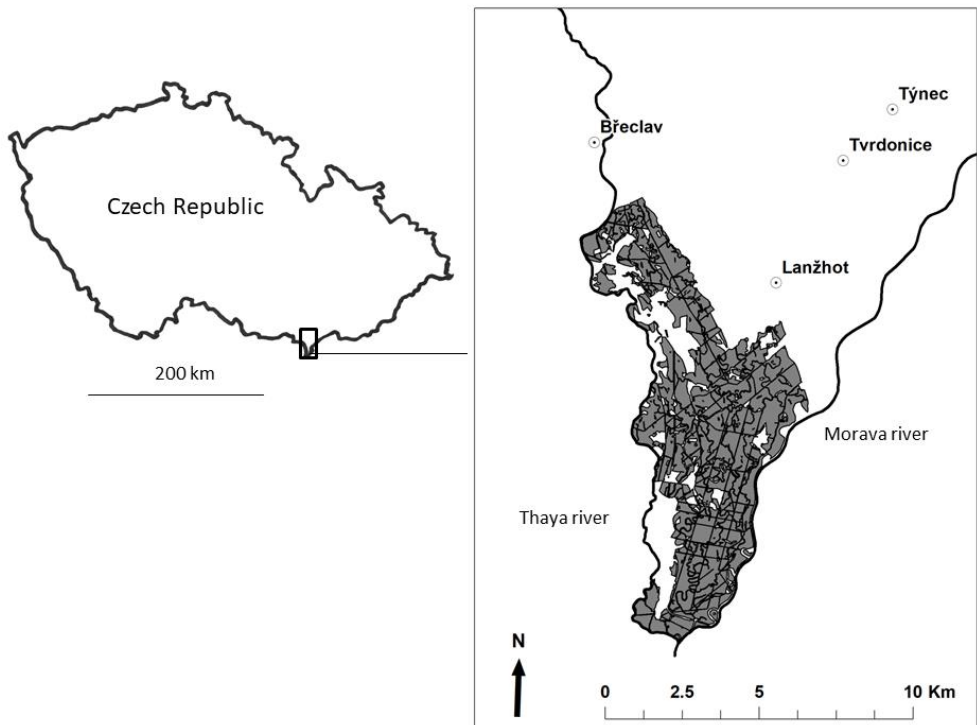 Czech Republic
200 km
Týnec
Břeclav
Tvrdonice
Lanžhot
Morava river
Thaya river
N
0 2.5 5 10 Km